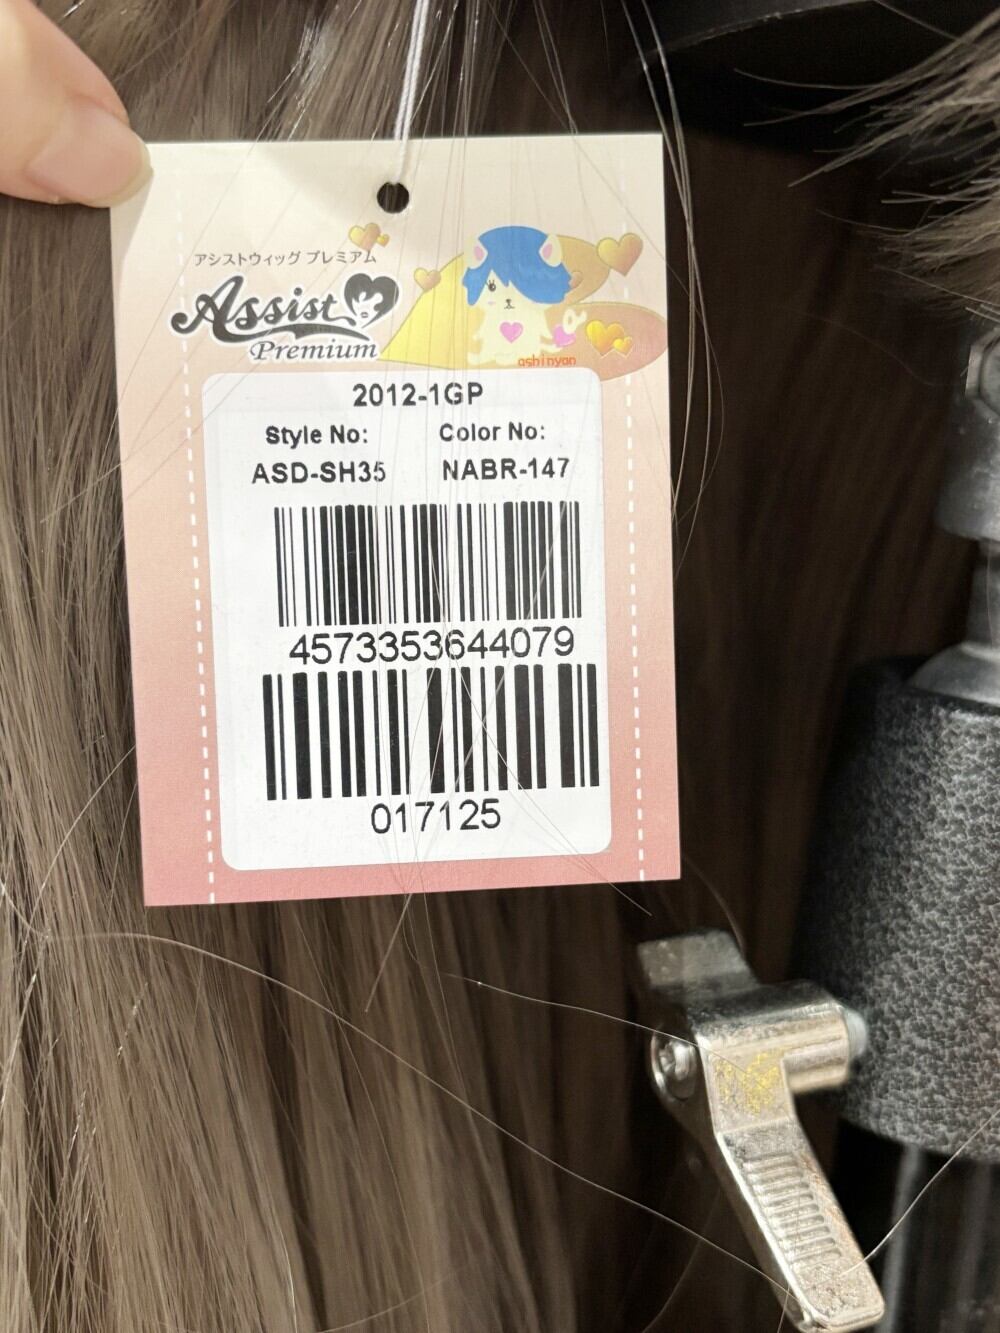 アシストウィッグ プレミアム
Assist
Premium
ashinyan
2012-1GP
Style No: Color No:
ASD-SH35 NABR-147
4573353644079
017125